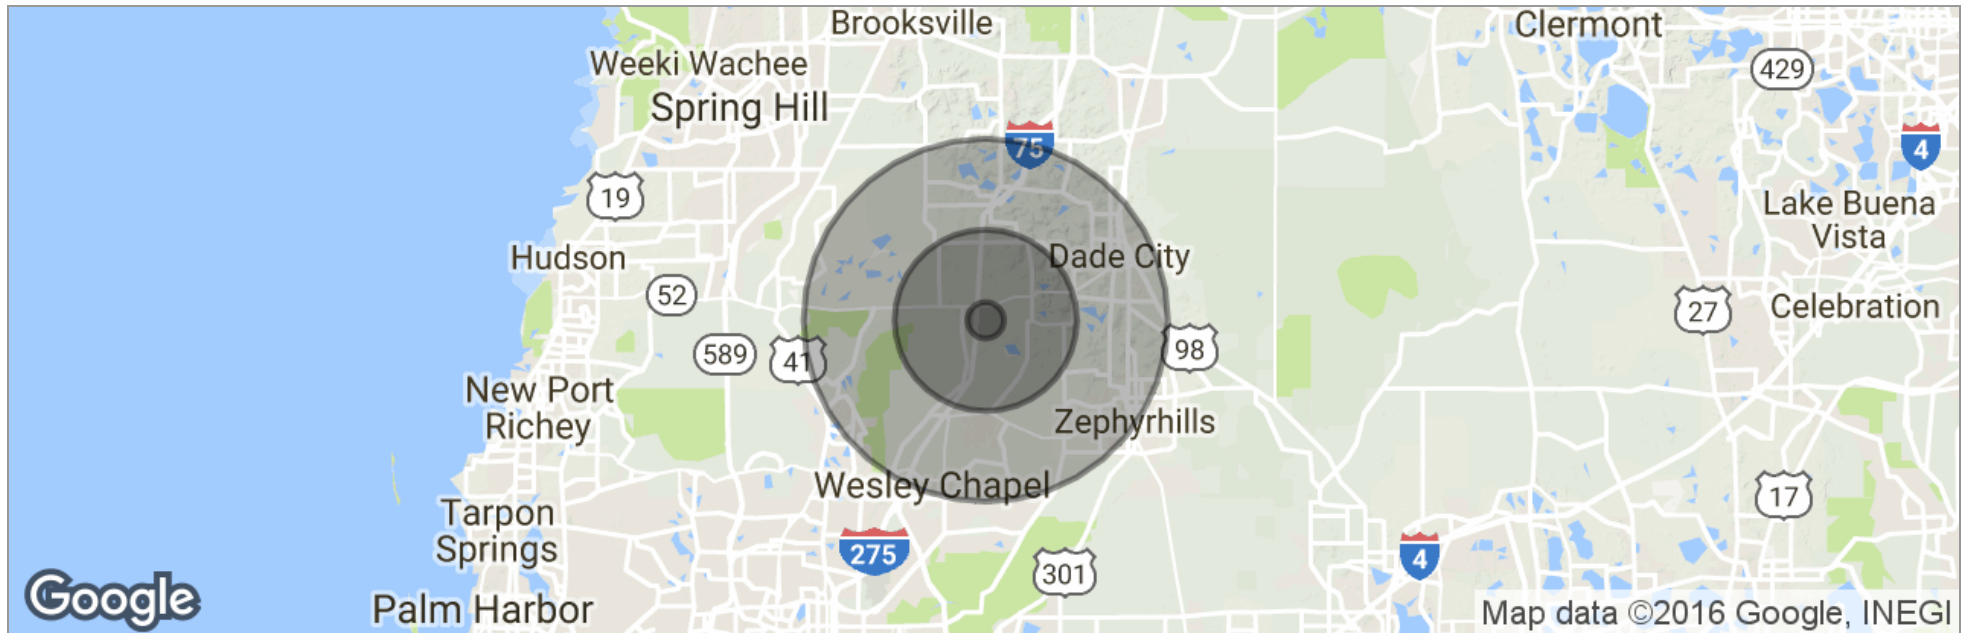 Brooksville
Clermont
Weeki Wachee
429
Spring Hill
75
4
19
Lake Buena
Vista
Hudson
Dade City
52
27
Celebration
589
41
98
New Port
Richey
Zephyrhills
Wesley Chapel
17
Tarpon
Springs
275
4
301
Google
Palm Harbor
Map data ©2016 Google, INEGI